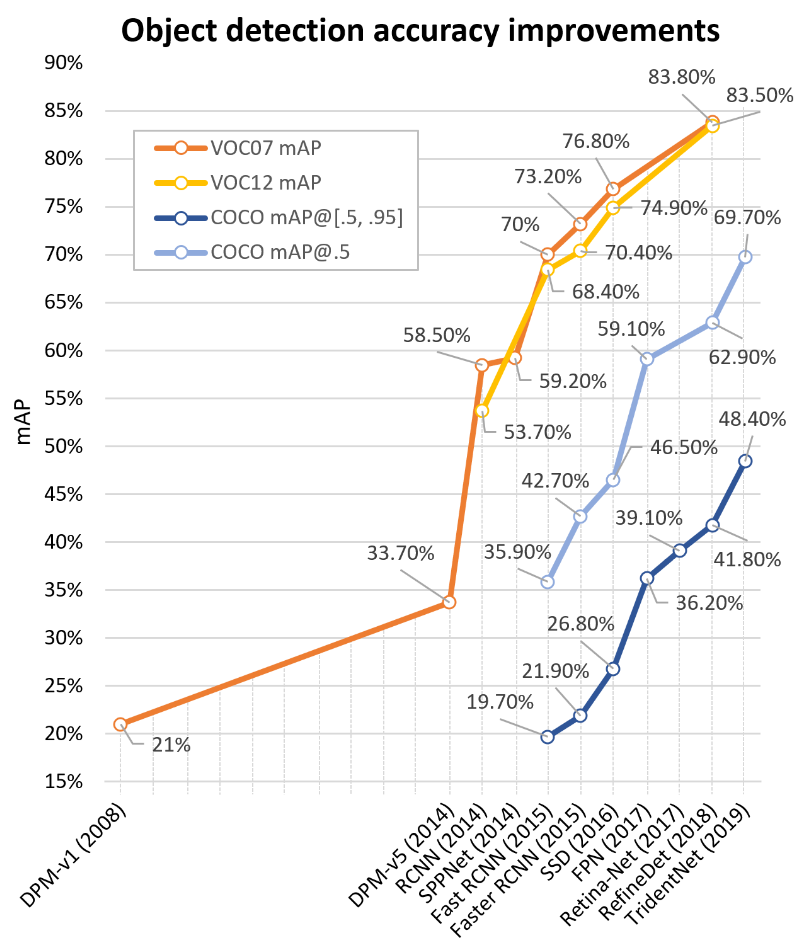 Object detection accuracy improvements
90%
83.80%
83.50%
85%
VOC07 mAP
76.80%
80%
VOC12 mAP
73.20%
75%
COCO mAP@[.5, .95]
74.90%
69.70%
70%
COCO mAP@.5
70%
70.40%
68.40%
65%
58.50%
59.10%
62.90%
60%
59.20%
55%
53.70%
48.40%
mAP
50%
46.50%
42.70%
45%
39.10%
40%
33.70%
35.90%
41.80%
35%
36.20%
26.80%
30%
21.90%
25%
19.70%
20%
21%
15%
DPM-v1 (2008)
DPM-v5 (2014)
RCNN (2014)
SPPNet (2014)
Fast RCNN (2015)
Faster RCNN (2015)
SSD (2016)
FPN (2017)
Retina-Net (2017)
RefineDet (2018)
TridentNet (2019)